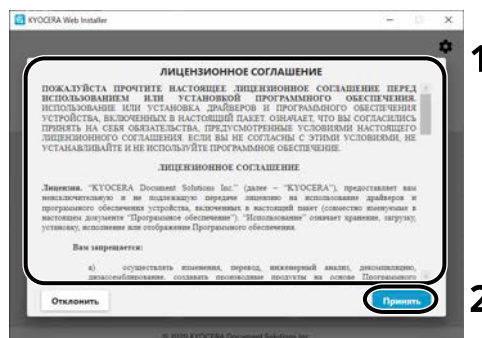 KYOCERA Web Installer
1
ЛИЦЕНЗИОННОЕ СОГЛАШЕНИЕ
ПОЖАЛУЙСТА ПРОЧТИТЕ НАСТОЯЩЕЕ ЛИЦЕНЗИОННОЕ СОГЛАШЕНИЕ ПЕРЕД
ИСПОЛЬЗОВАНИЕМ ИЛИ УСТАНОВКОЙ ПРОГРАММНОГО ОБЕСПЕЧЕНИЯ.
ИСПОЛЬЗОВАНИЕ ИЛИ УСТАНОВКА ДРАЙВЕРОВ И ПРОГРАММНОГО ОБЕСПЕЧЕНИЯ
УСТРОЙСТВА, ВКЛЮЧЕННЫХ В НАСТОЯЩИЙ ПАКЕТ, ОЗНАЧАЕТ, ЧТО ВЫ СОГЛАСИЛИСЬ
ПРИНЯТЬ НА СЕБЯ ОБЯЗАТЕЛЬСТВА, ПРЕДУСМОТРЕННЫЕ УСЛОВИЯМИ НАСТОЯЩЕГО
ЛИЦЕНЗИОННОГО СОГЛАШЕНИЯ. ЕСЛИ ВЫ НЕ СОГЛАСНЫ С ЭТИМИ УСЛОВИЯМИ, НЕ
УСТАНАВЛИВАЙТЕ И НЕ ИСПОЛЬЗУЙТЕ ПРОГРАММНОЕ ОБЕСПЕЧЕНИЕ.
ЛИЦЕНЗИОННОЕ СОГЛАШЕНИЕ
Лицензия. "KYOCERA Document Solutions Inc." (далее – "KYOCERA"), предоставляет вам
неисключительную и не подлежащую передаче лицензию на использование драйверов и
программного обеспечения устройства, включенных в настоящий пакет (совместно именуемых в
настоящем документе "Программное обеспечение"). "Использование" означает хранение, загрузку,
установку, исполнение или отображение Программного обеспечения.
Вам запрещается:
а) осуществлять изменения, перевод, инженерный анализ, декомпиляцию,
дизассемблирование, создавать производные продукты на основе Программного
Отклонить
Принять
2
© 2020 KYOCERA Document Solutions Inc.